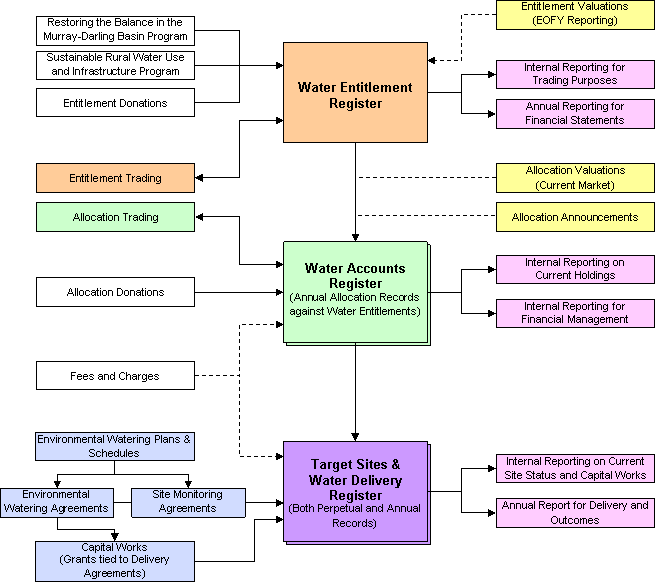 Restoring the Balance in the
Murray-Darling Basin Program
Sustainable Rural Water Use
and Infrastructure Program
Entitlement Donations
Entitlement Trading
Allocation Trading
Allocation Donations
Fees and Charges
Environmental Watering Plans &
Schedules
Environmental
Watering Agreements
Site Monitoring
Agreements
Capital Works
(Grants tied to Delivery
Agreements)
Water Entitlement
Register
Water Accounts
Register
(Annual Allocation Records
against Water Entitlements)
Target Sites &
Water Delivery
Register
(Both Perpetual and Annual
Records)
Entitlement Valuations
(EOFY Reporting)
Internal Reporting for
Trading Purposes
Annual Reporting for
Financial Statements
Allocation Valuations
(Current Market)
Allocation Announcements
Internal Reporting on
Current Holdings
Internal Reporting for
Financial Management
Internal Reporting on Current
Site Status and Capital Works
Annual Report for Delivery and
Outcomes